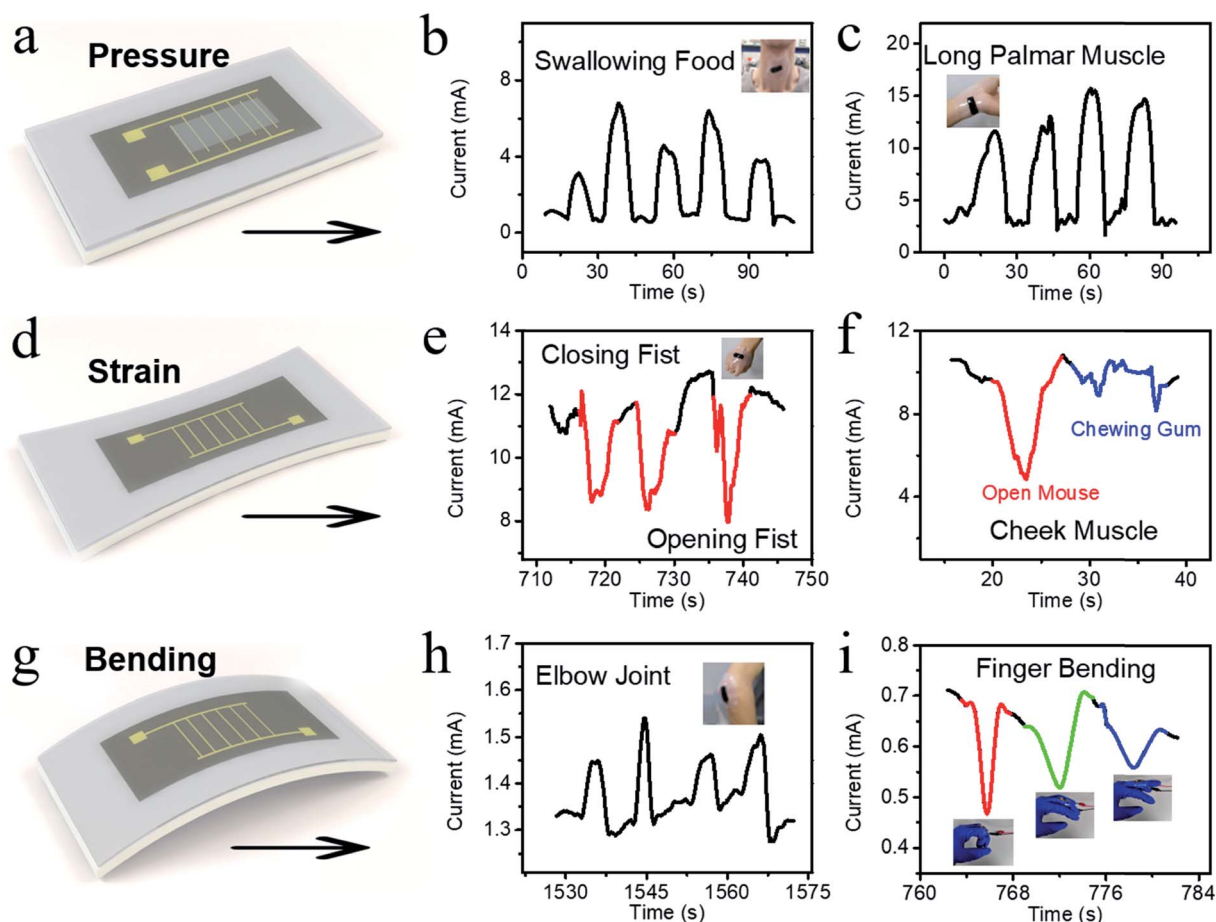 a
Pressure
b
Swallowing Food
Current (mA)
8
4
0
0
30
60
90
Time (s)
c
Long Palmar Muscle
Current (mA)
20
15
10
5
0
0
30
60
90
Time (s)
d
Strain
e
Closing Fist
Opening Fist
Current (mA)
14
12
10
8
710
720
730
740
750
Time (s)
f
Open Mouse
Chewing Gum
Cheek Muscle
Current (mA)
12
8
4
20
30
40
Time (s)
g
Bending
h
Elbow Joint
Current (mA)
1.7
1.6
1.5
1.4
1.3
1530
1545
1560
1575
Time (s)
i
Finger Bending
Current (mA)
0.8
0.7
0.6
0.5
0.4
760
768
776
784
Time (s)